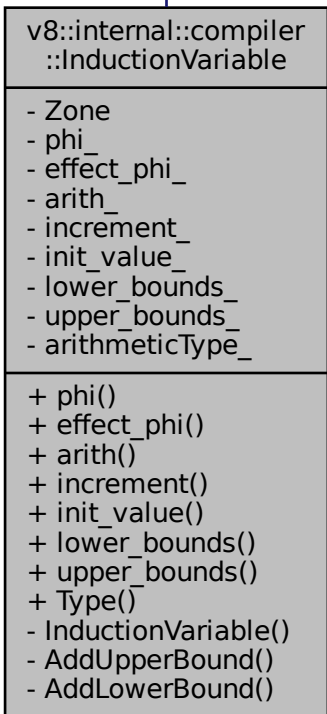 v8::internal::compiler
::InductionVariable
- Zone
- phi_
- effect_phi_
- arith_
- increment_
- init_value_
- lower_bounds_
- upper_bounds_
- arithmeticType_
+ phi()
+ effect_phi()
+ arith()
+ increment()
+ init_value()
+ lower_bounds()
+ upper_bounds()
+ Type()
- InductionVariable()
- AddUpperBound()
- AddLowerBound()